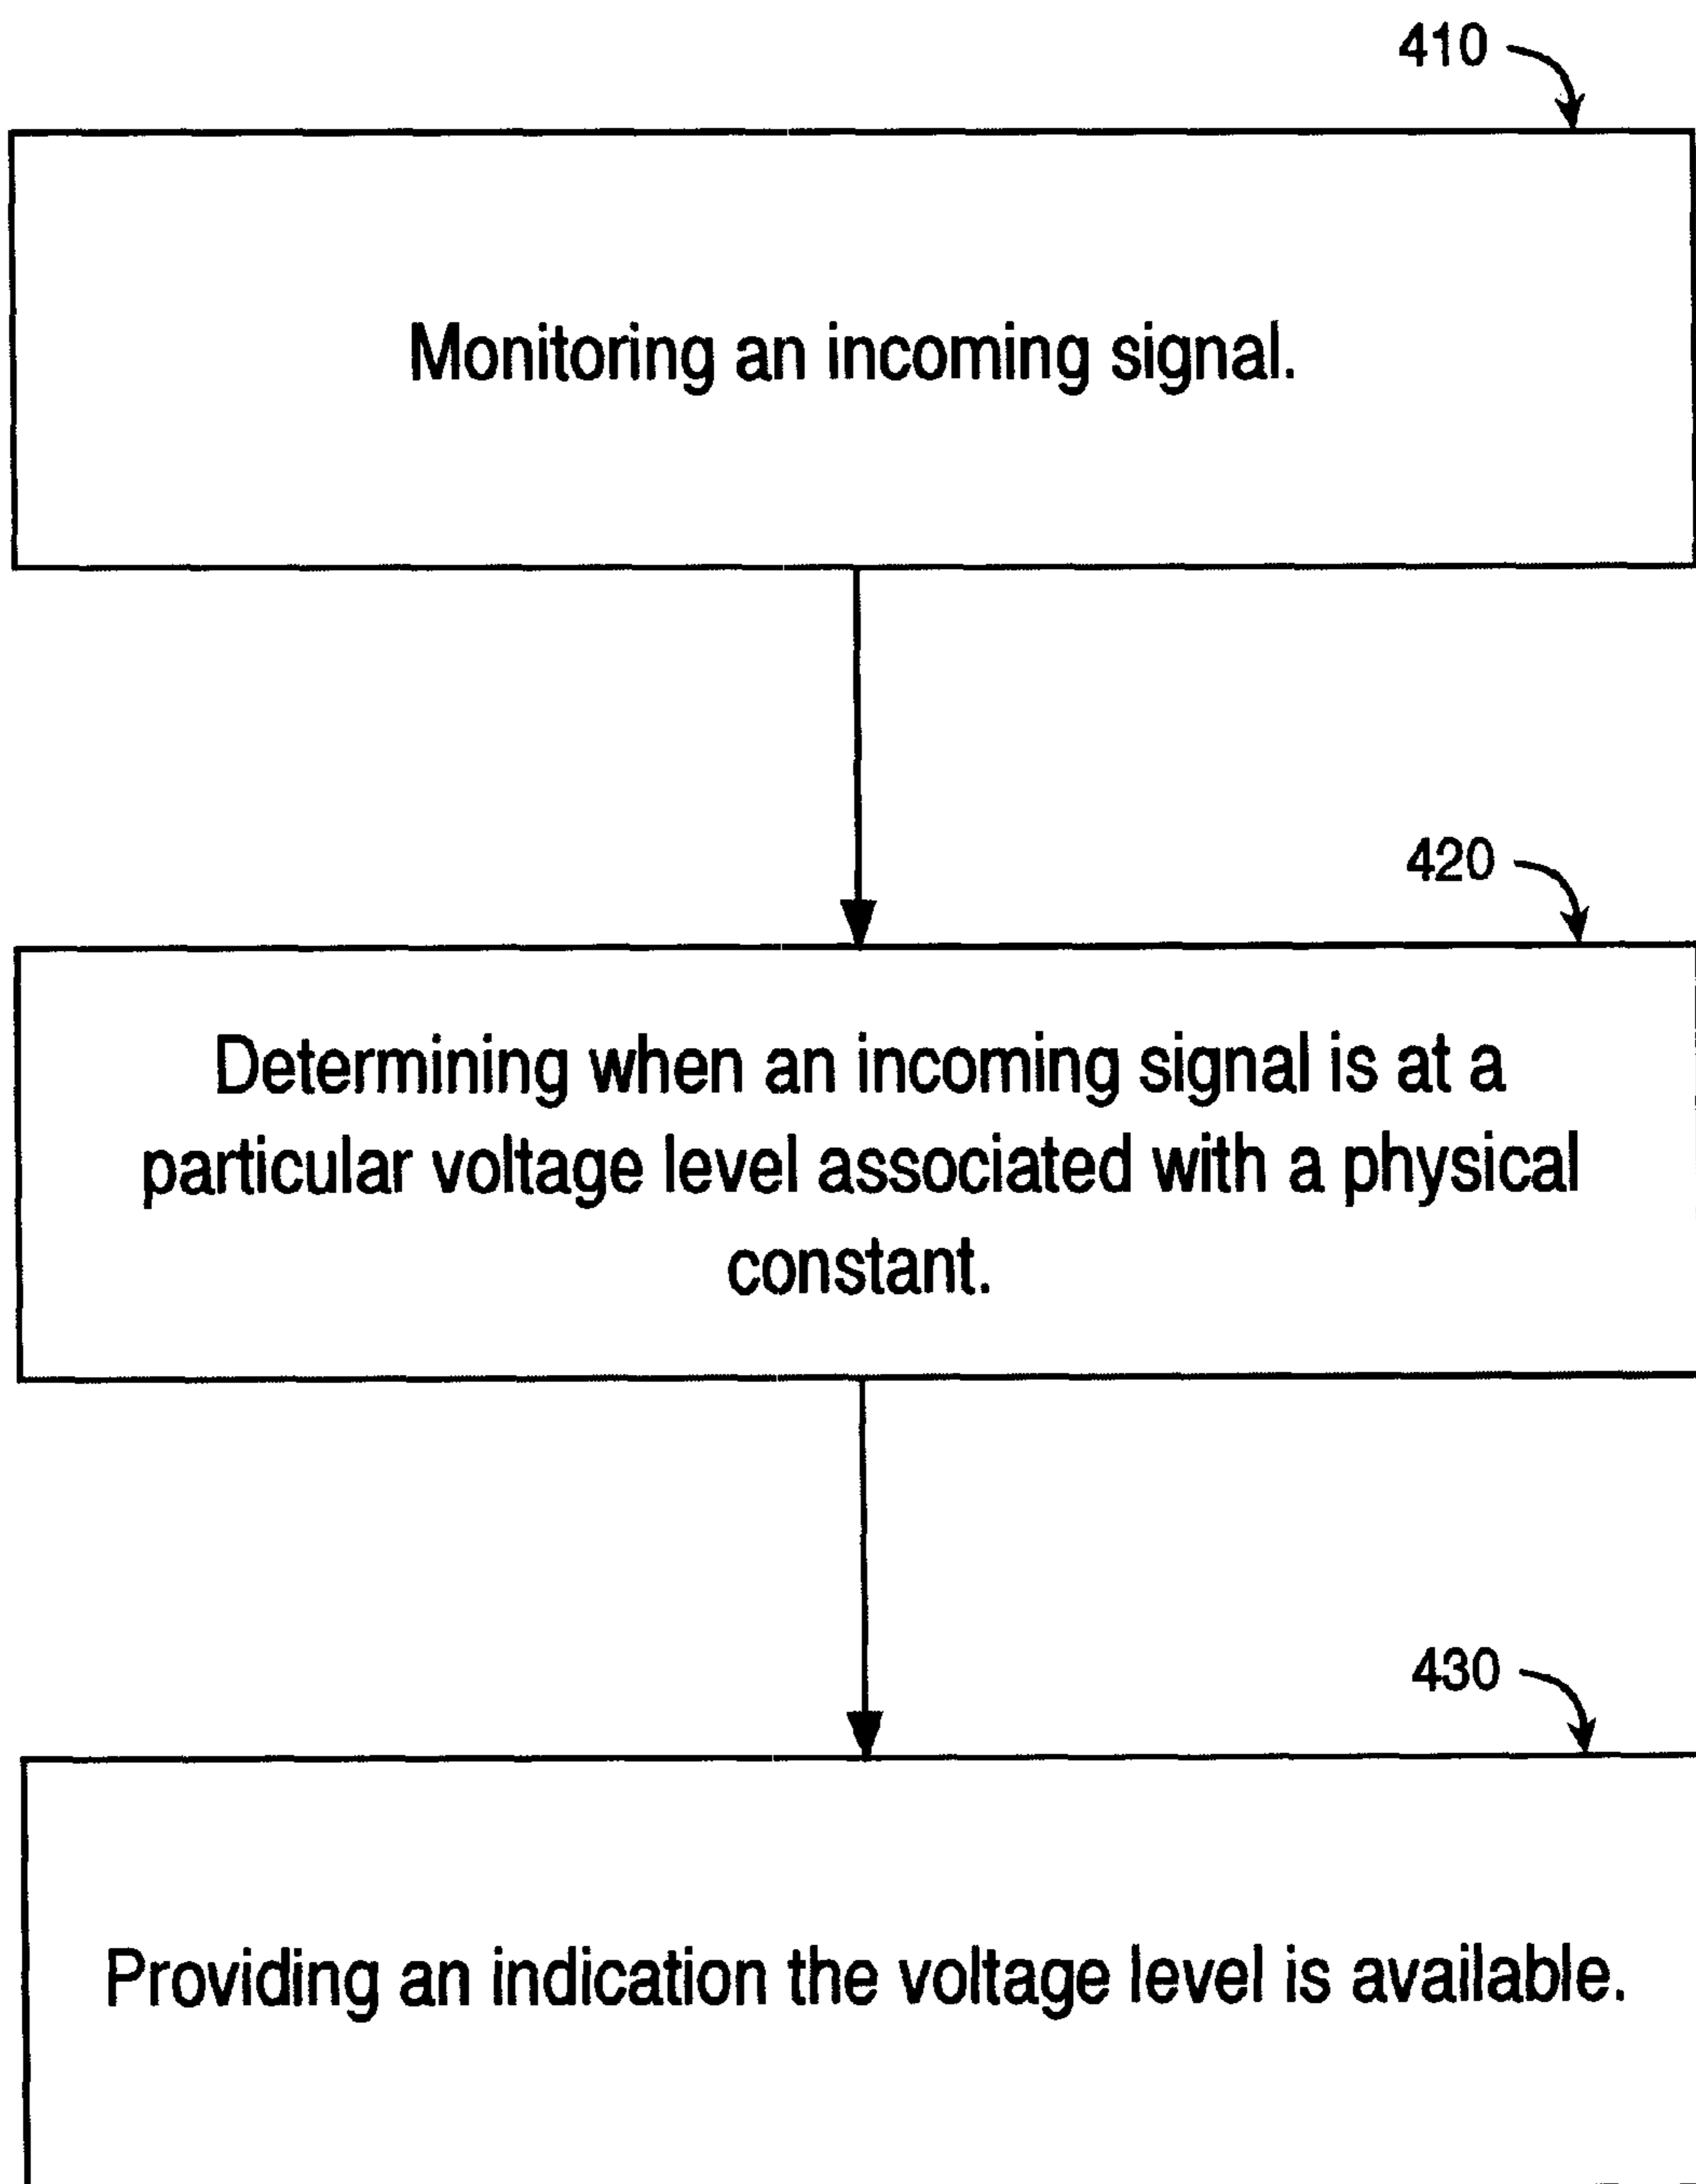 410
Monitoring an incoming signal.
420
Determining when an incoming signal is at a
particular voltage level associated with a physical
constant.
430
Providing an indication the voltage level is available.